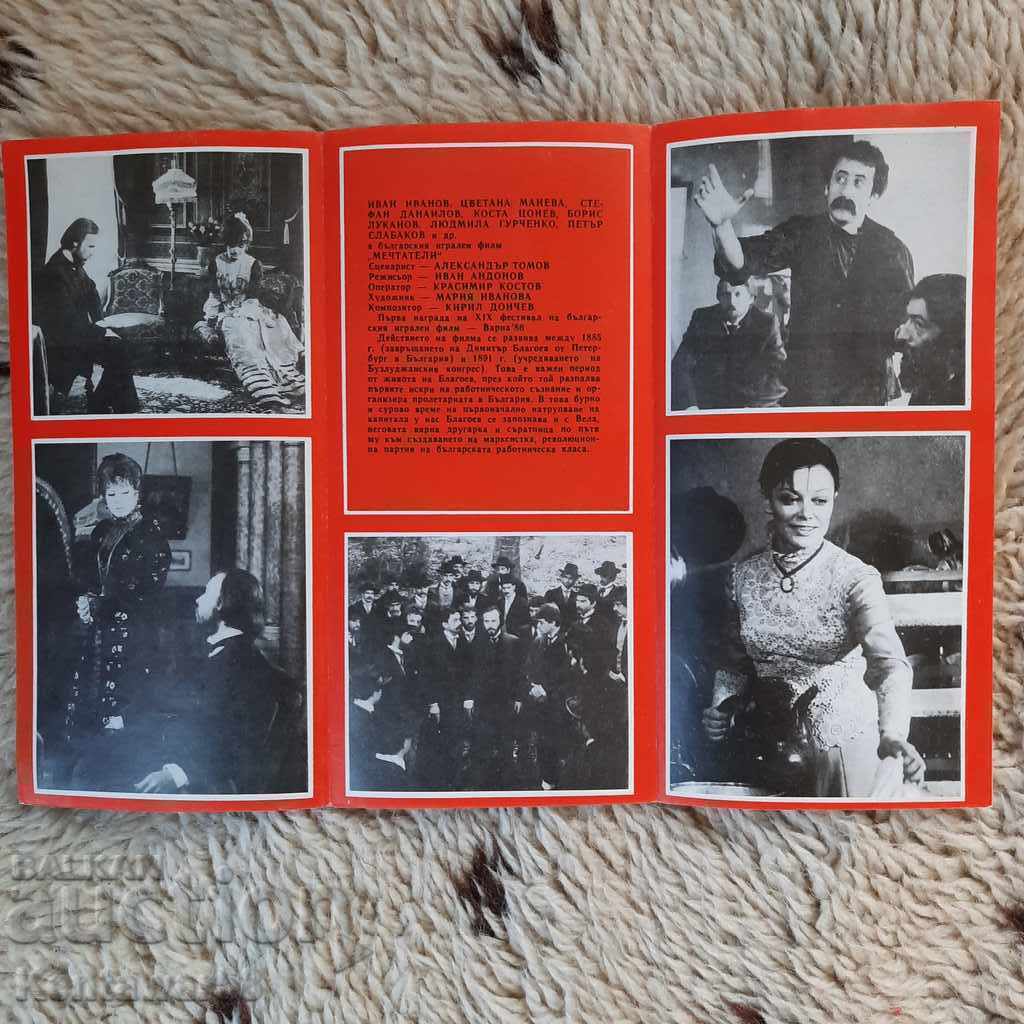 ИВАН ИВАНОВ, ЦВЕТАНА МАНЕВА, СТЕ-
ФАН ДАНАИЛОВ, КОСТА ЦОНЕВ, БОРИС
ЛУКАНОВ, ЛЮДМИЛА ГУРЧЕНКО, ПЕТЪР
СЛАБАКОВ и др.
в българския игрален филм
„МЕЧТАТЕЛИ"
Сценарист — АЛЕКСАНДЪР ТОМОВ
Режисьор — ИВАН АНДОНОВ
Оператор — КРАСИМИР КОСТОВ
Художник — МАРИЯ ИВАНОВА
Композитор — КИРИЛ ДОНЧЕВ
Първа награда на XIX фестивал на българ-
ския игрален филм — Варна'86
Действието на филма се развива между 1885
г. (завръщането на Димитър Благоев от Петер-
бург в България) и 1891 г. (учредяването на
Бузлуджанския конгрес). Това е важен период
от живота на Благоев, през който той разпалва
първите искри на работническото съзнание и ор-
ганизира пролетариата в България. В това бурно
и сурово време на първоначално натрупване на
капитала у нас Благоев се запознава и с Вела,
неговата вярна другарка и съратница по пътя
му към създаването на марксистка, революцион-
на партия на българската работническа класа.
БАЛКАН
auction